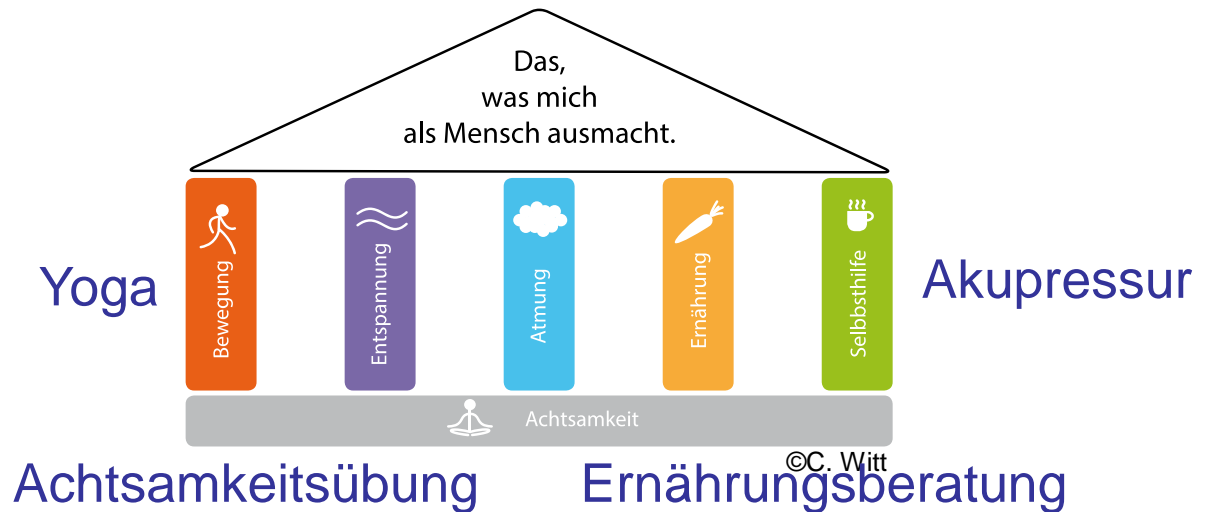 Das,
was mich
als Mensch ausmacht.
Yoga
Bewegung
Entspannung
Atmung
Ernährung
Selbbsthilfe
Akupressur
Achtsamkeit
©C. Witt
Achtsamkeitsübung
Ernährungsberatung